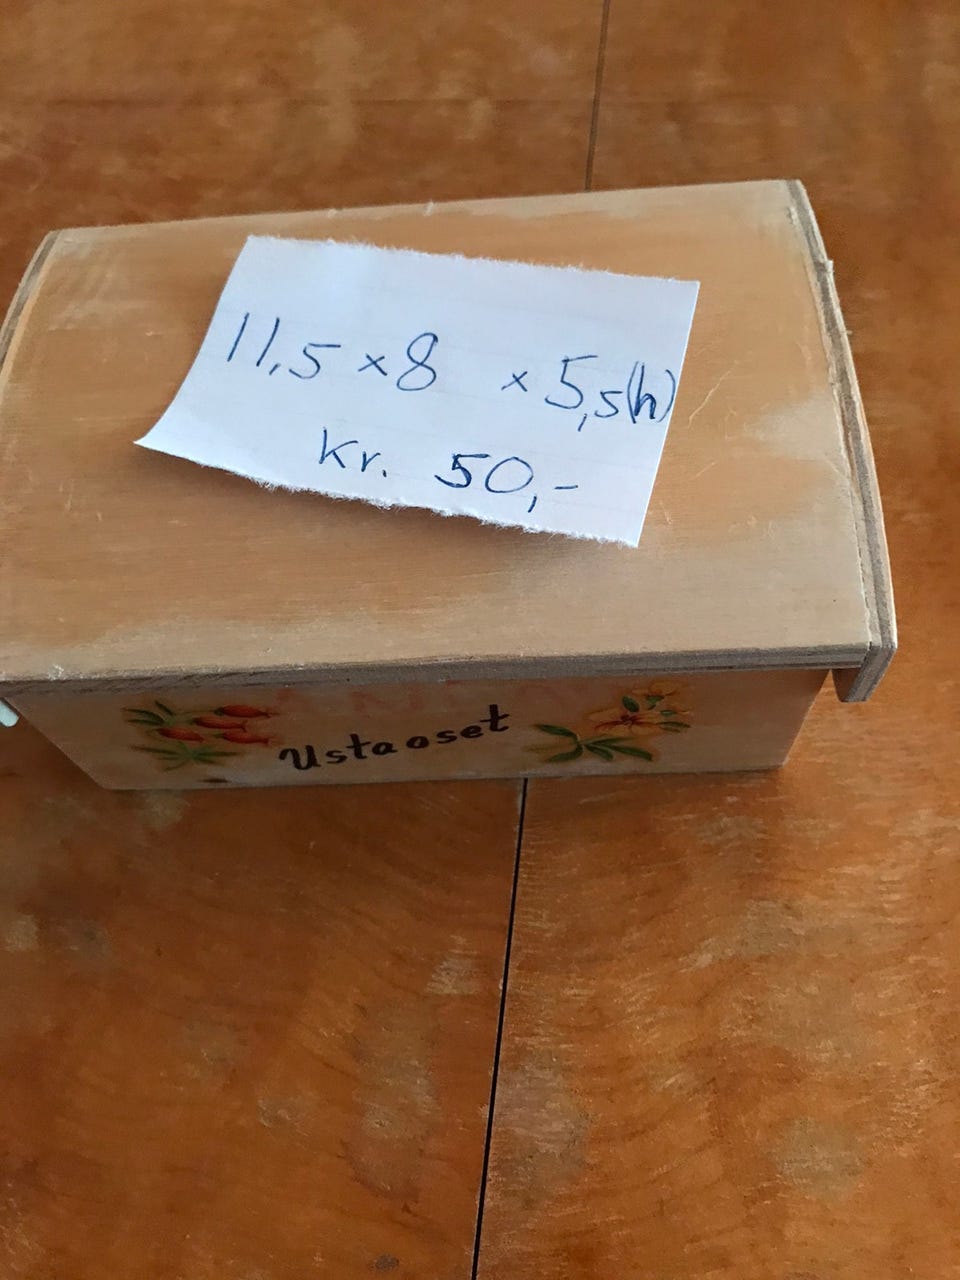 11,5 × 8 × 5,5(h)
Kr. 50,-
Ustaoset